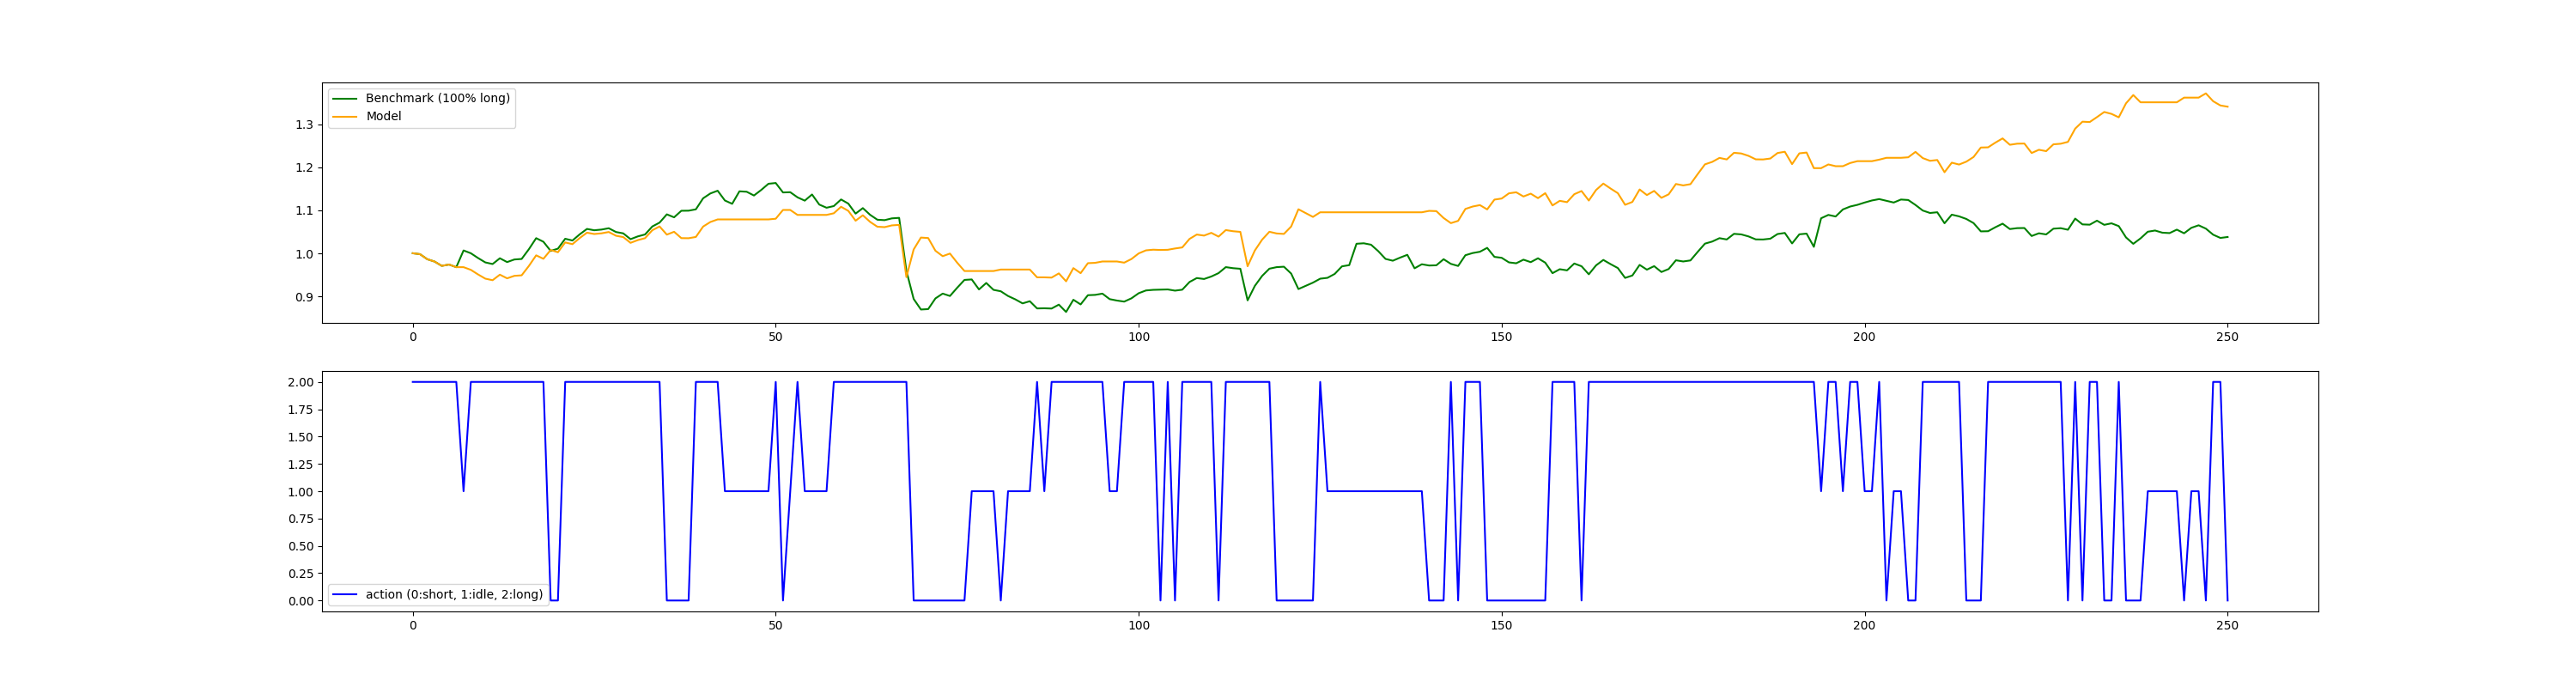 Benchmark (100% long)
Model
1.3
1.2
1.1
1.0
0.9
0 50 100 150 200 250
2.00
1.75
1.50
1.25
1.00
0.75
0.50
0.25
0.00
action (0:short, 1:idle, 2:long)
0 50 100 150 200 250